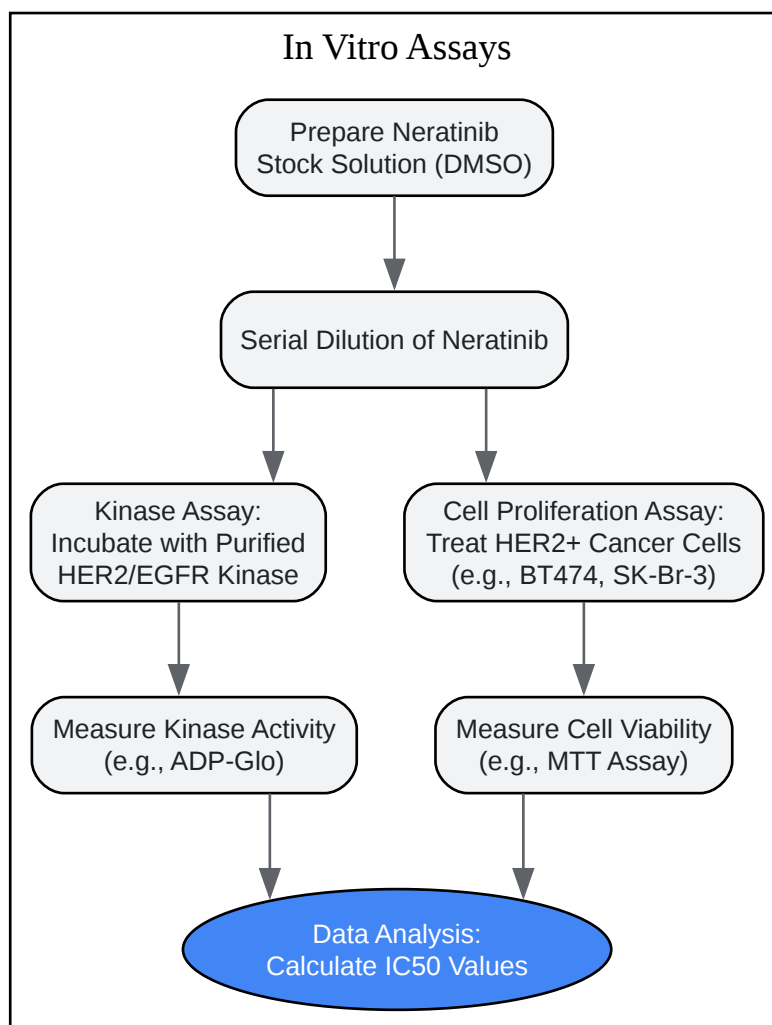 In Vitro Assays
Prepare Neratinib
Stock Solution (DMSO)
Serial Dilution of Neratinib
Kinase Assay:
Incubate with Purified
HER2/EGFR Kinase
Cell Proliferation Assay:
Treat HER2+ Cancer Cells
(e.g., BT474, SK-Br-3)
Measure Kinase Activity
(e.g., ADP-Glo)
Measure Cell Viability
(e.g., MTT Assay)
Data Analysis:
Calculate IC50 Values